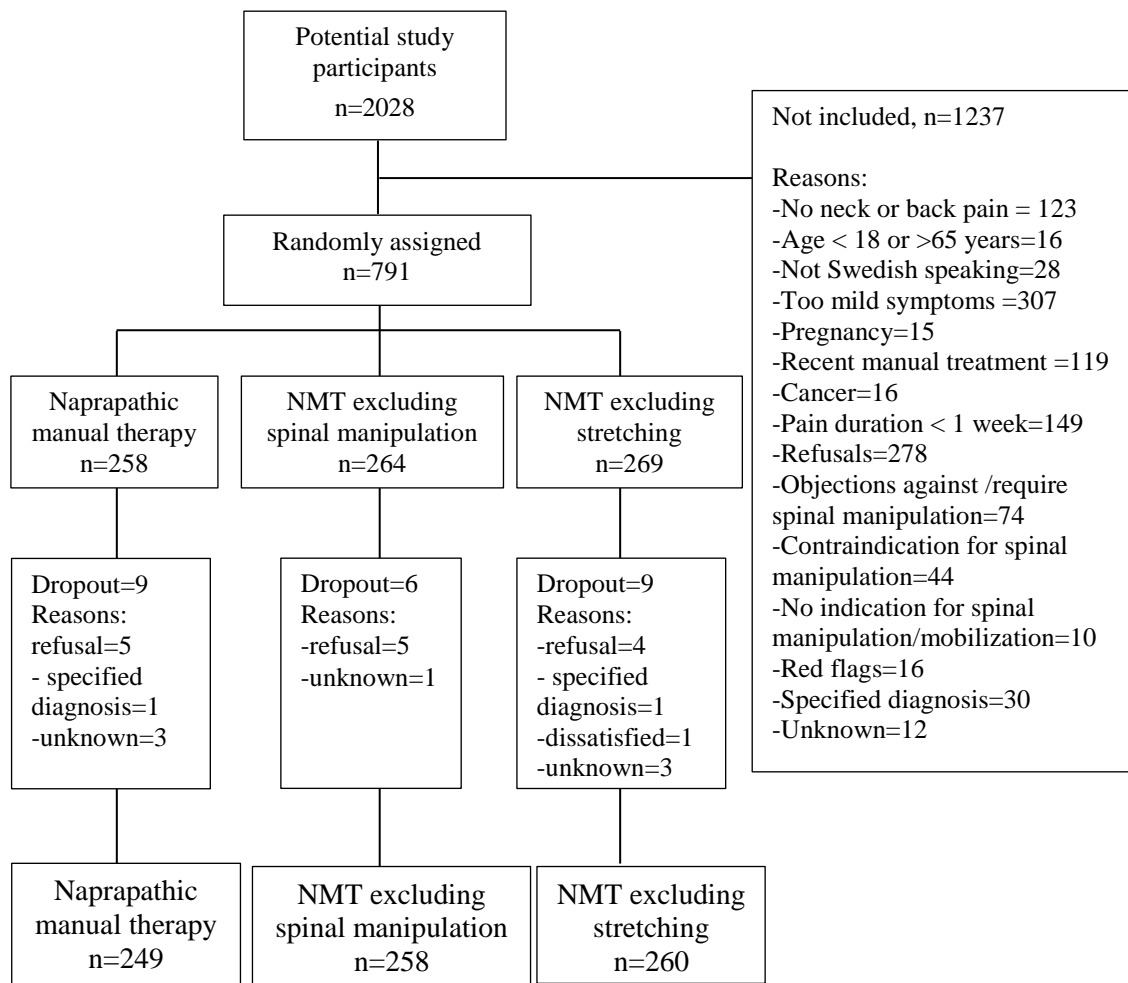 Potential study
participants
n=2028
Not included, n=1237
Reasons:
-No neck or back pain = 123
-Age < 18 or >65 years=16
-Not Swedish speaking=28
-Too mild symptoms =307
-Pregnancy=15
-Recent manual treatment =119
-Cancer=16
-Pain duration < 1 week=149
-Refusals=278
-Objections against /require
spinal manipulation=74
-Contraindication for spinal
manipulation=44
-No indication for spinal
manipulation/mobilization=10
-Red flags=16
-Specified diagnosis=30
-Unknown=12
Randomly assigned
n=791
Naprapathic
manual therapy
n=258
NMT excluding
spinal manipulation
n=264
NMT excluding
stretching
n=269
Dropout=9
Reasons:
refusal=5
- specified
diagnosis=1
-unknown=3
Dropout=6
Reasons:
-refusal=5
-unknown=1
Dropout=9
Reasons:
-refusal=4
- specified
diagnosis=1
-dissatisfied=1
-unknown=3
Naprapathic
manual therapy
n=249
NMT excluding
spinal manipulation
n=258
NMT excluding
stretching
n=260